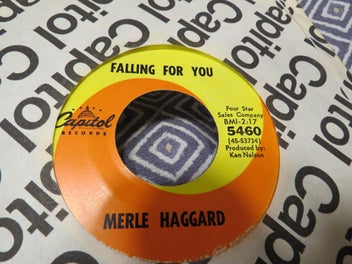 FALLING FOR YOU
Capitol
RECORDS
Four Star
Sales Company
BMI-2:17
5460
(45-53734)
Produced by:
Ken Nelson
MERLE HAGGARD
Capitol
Capitol
Capitol
Capitol
Capitol